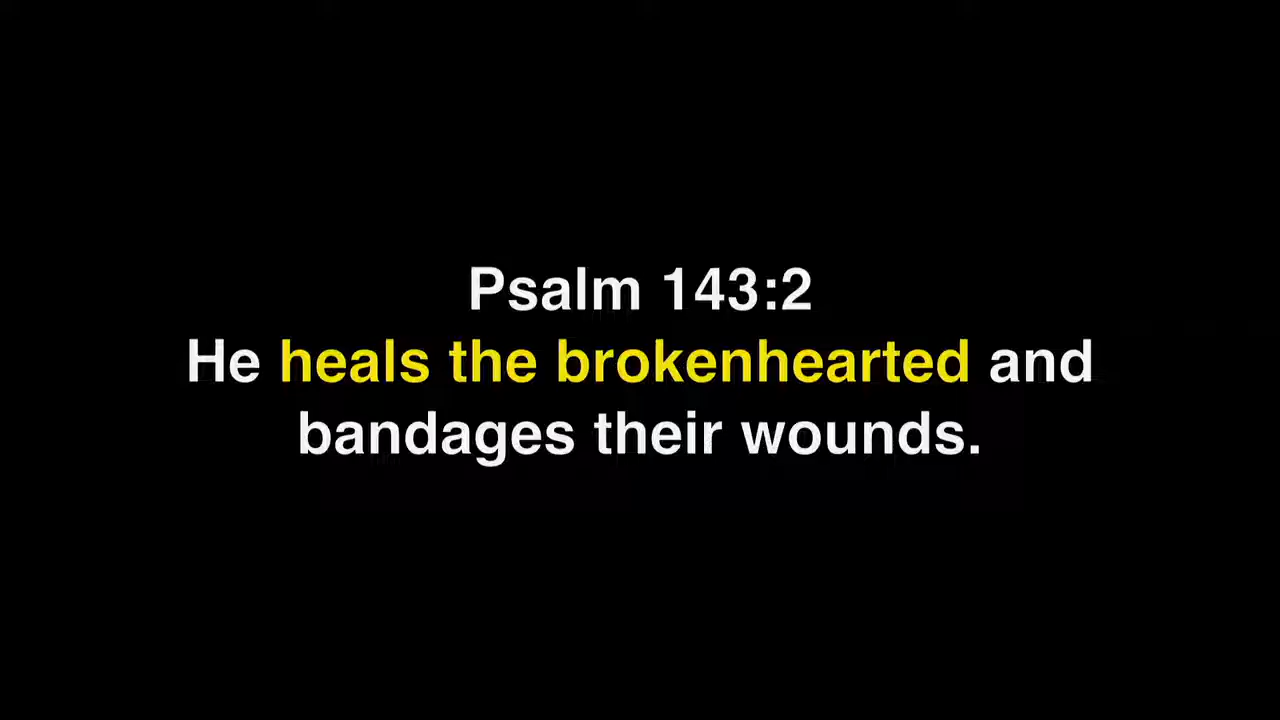 Psalm 143:2
He heals the brokenhearted and
bandages their wounds.